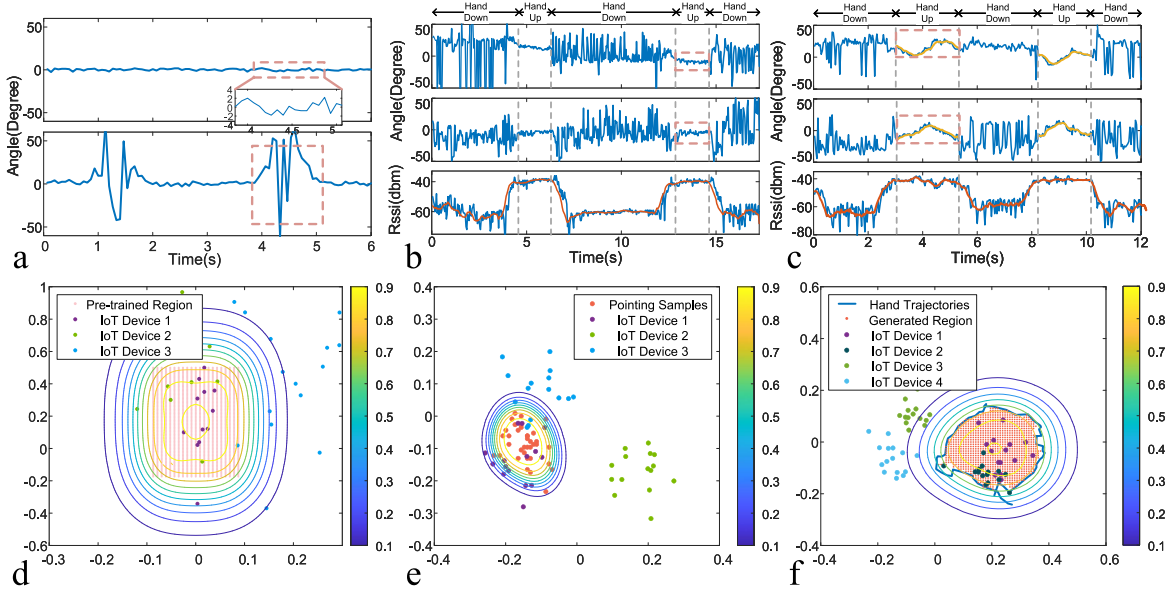 50
0
-50
4
2
0
-2
-4
4
4.5
5
50
0
-50
Angle(Degree)
0 1 2 3 4 5 6
Time(s)
a
Hand Down
Hand Up
Hand Down
Hand Up
Hand Down
50
0
-50
50
0
-50
Angle(Degree)
-40
-60
Rssi(dbm)
0 5 10 15
Time(s)
b
Hand Down
Hand Up
Hand Down
Hand Up
Hand Down
50
0
-50
50
0
-50
Angle(Degree)
-40
-60
-80
Rssi(dbm)
0 2 4 6 8 10 12
Time(s)
c
1
0.8
0.6
0.4
0.2
0
-0.2
-0.4
0.6
-0.3 -0.2 -0.1 0 0.1 0.2
Pre-trained Region
IoT Device 1
IoT Device 2
IoT Device 3
0.9
0.8
0.7
0.6
0.5
0.4
0.3
0.2
0.1
d
0.4
0.3
0.2
0.1
0
-0.1
-0.2
-0.3
-0.4
-0.4 -0.2 0 0.2 0.4
Pointing Samples
IoT Device 1
IoT Device 2
IoT Device 3
0.9
0.8
0.7
0.6
0.5
0.4
0.3
0.2
0.1
e
0.6
0.4
0.2
0
-0.2
-0.4
-0.4 -0.2 0 0.2 0.4 0.6
Hand Trajectories
Generated Region
IoT Device 1
IoT Device 2
IoT Device 3
IoT Device 4
0.9
0.8
0.7
0.6
0.5
0.4
0.3
0.2
0.1
f